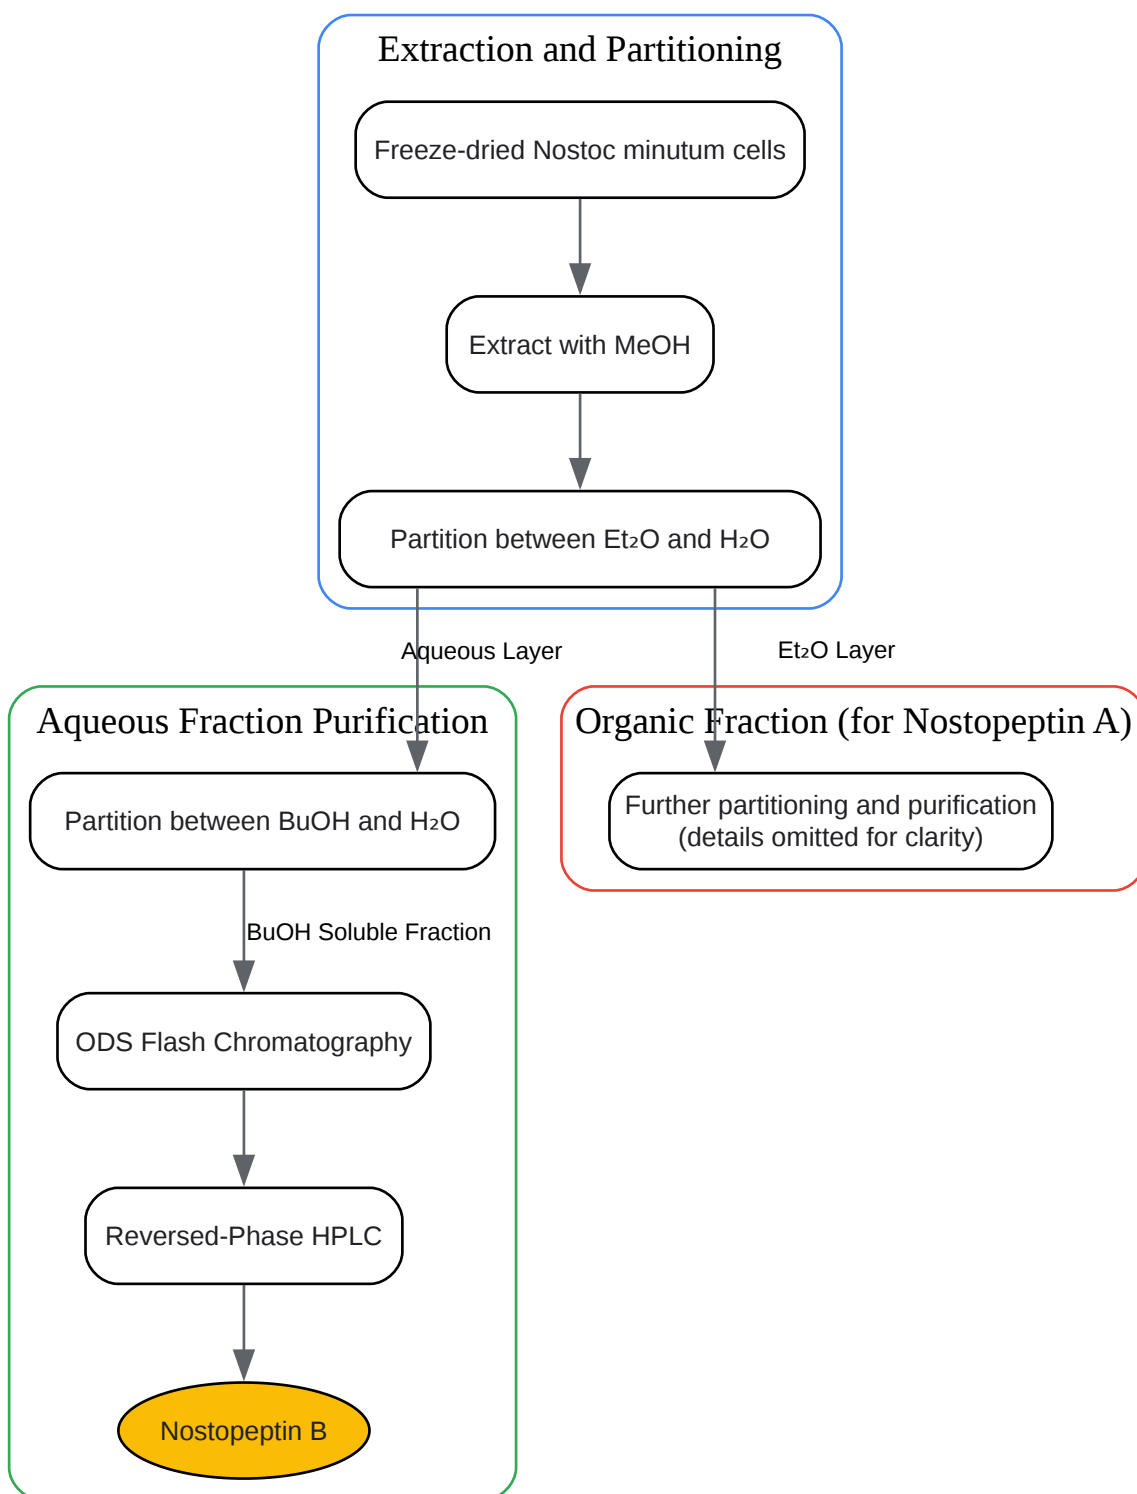 Extraction and Partitioning
Freeze-dried Nostoc minutum cells
Extract with MeOH
Partition between Et₂O and H₂O
Aqueous Layer
Et₂O Layer
Aqueous Fraction Purification
Organic Fraction (for Nostopeptin A)
Partition between BuOH and H₂O
Further partitioning and purification
(details omitted for clarity)
BuOH Soluble Fraction
ODS Flash Chromatography
Reversed-Phase HPLC
Nostopeptin B